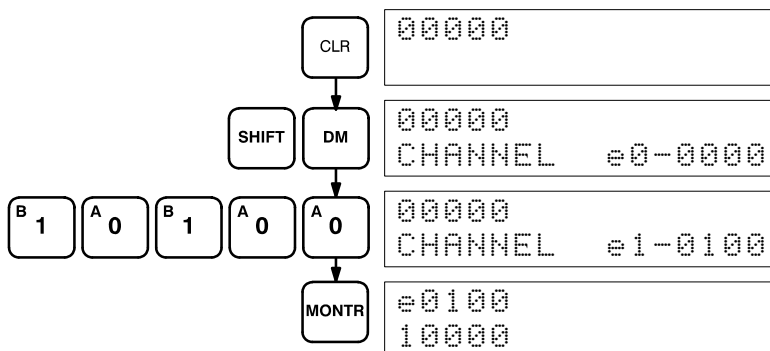 CLR
00000
SHIFT DM
00000
CHANNEL e0-0000
B 1 A 0 B 1 A 0 A 0
00000
CHANNEL e1-0100
MONTR
e0100
10000